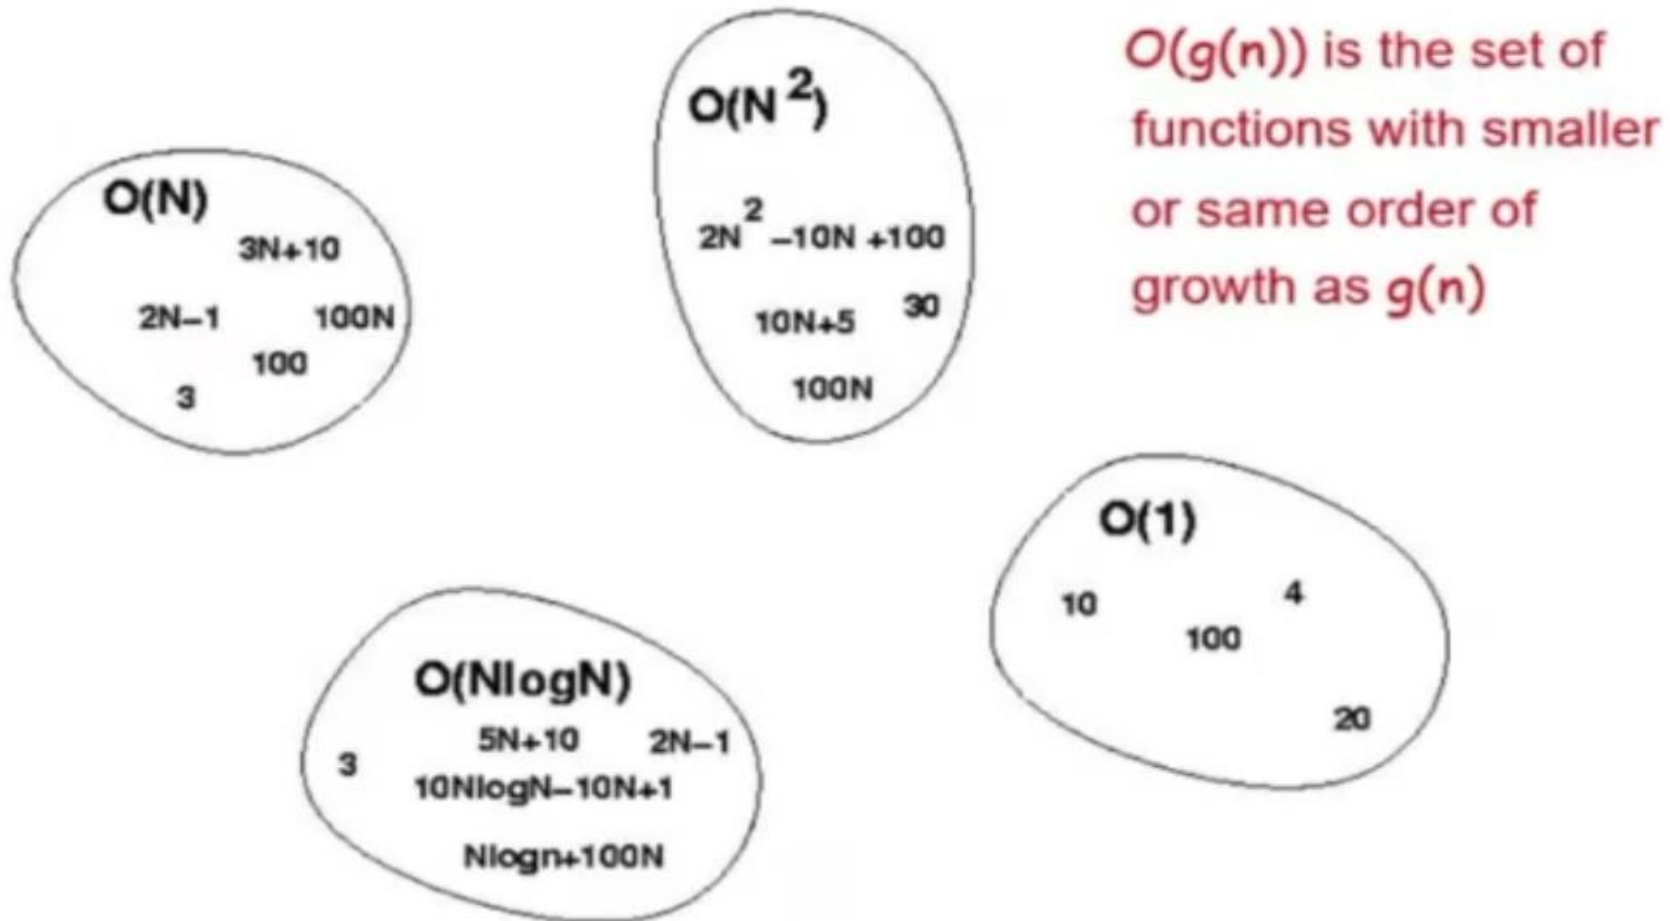 O(g(n)) is the set of
functions with smaller
or same order of
growth as g(n)
O(N)
3N+10
2N–1
100N
100
3
O(N²)
2N² –10N +100
10N+5
30
100N
O(1)
10
4
100
20
O(NlogN)
5N+10
2N–1
3
10NlogN–10N+1
Nlogn+100N